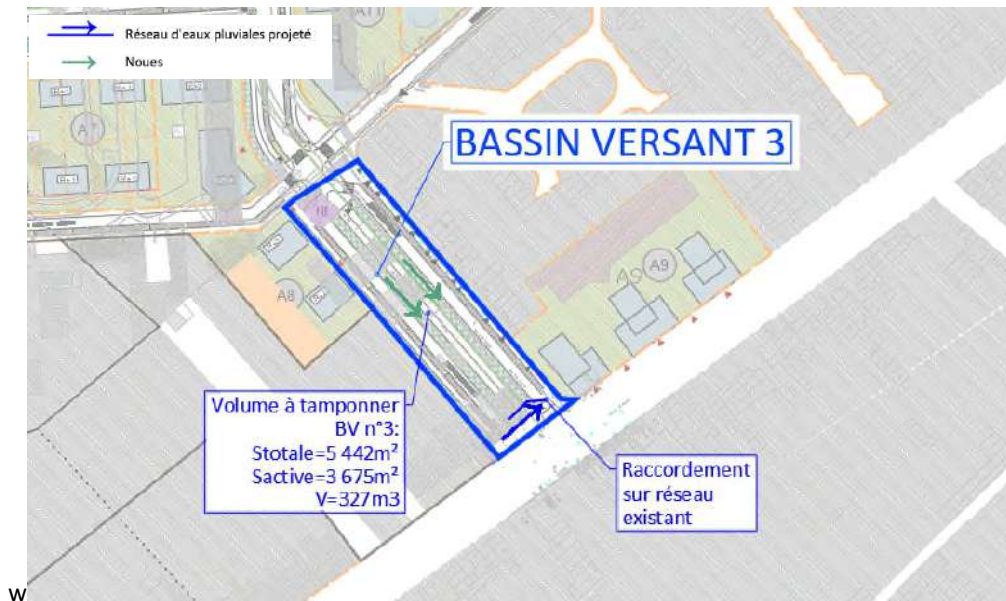 Réseau d'eaux pluviales projeté
Noues
A7
BASSIN VERSANT 3
A8
A9
A9
Volume à tamponner
BV n°3:
Stotale=5 442m²
Sactive=3 675m²
V=327m3
Raccordement
sur réseau
existant
w